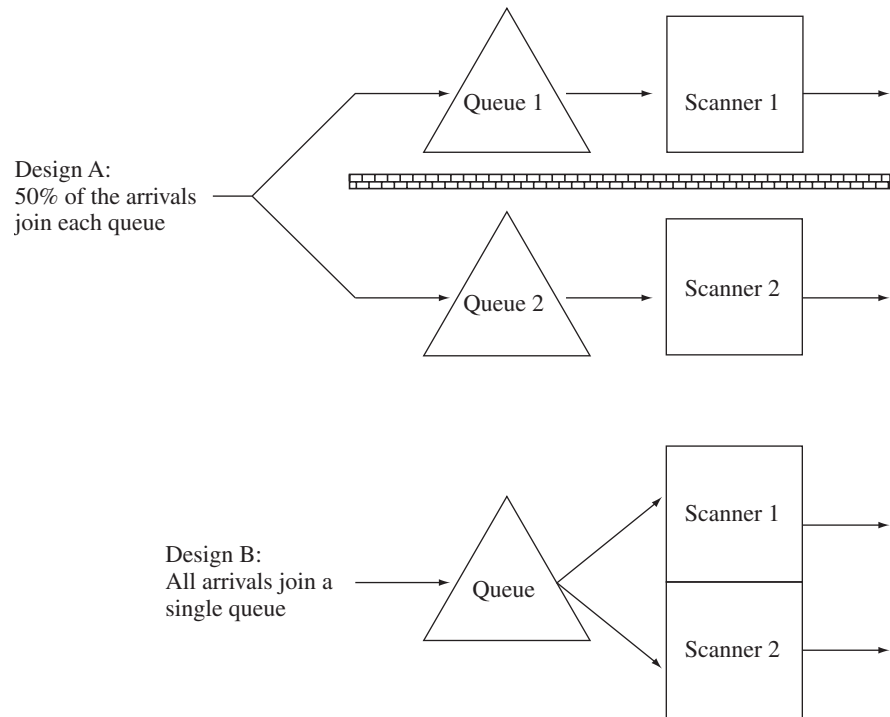 Queue 1
Scanner 1
Design A:
50% of the arrivals
join each queue
Queue 2
Scanner 2
Design B:
All arrivals join a
single queue
Queue
Scanner 1
Scanner 2